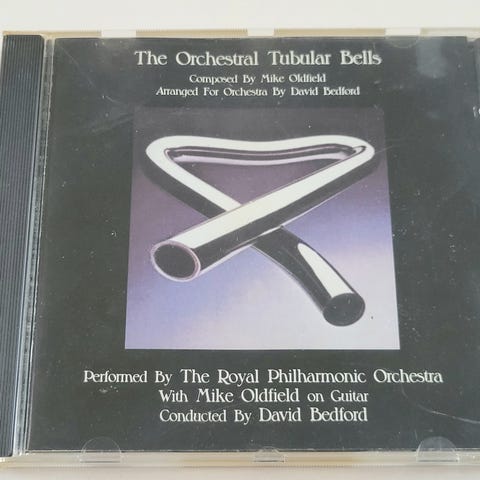 The Orchestral Tubular Bells
Composed By Mike Oldfield
Arranged For Orchestra By David Bedford
Performed By The Royal Philharmonic Orchestra
With Mike Oldfield on Guitar
Conducted By David Bedford